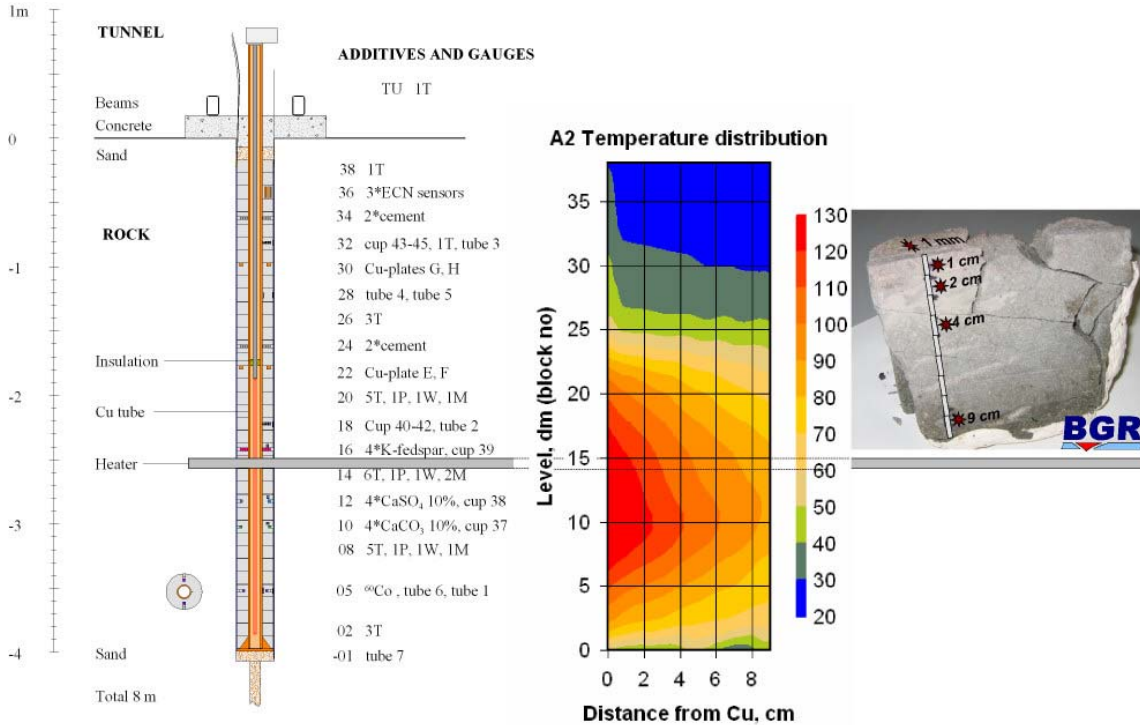 1m
0
-1
-2
-3
-4
TUNNEL
Beams
Concrete
Sand
ROCK
Insulation
Cu tube
Heater
Sand
Total 8 m
ADDITIVES AND GAUGES
TU 1T
38 1T
36 3*ECN sensors
34 2*cement
32 cup 43-45, 1T, tube 3
30 Cu-plates G, H
28 tube 4, tube 5
26 3T
24 2*cement
22 Cu-plate E, F
20 5T, 1P, 1W, 1M
18 Cup 40-42, tube 2
16 4*K-fedspar, cup 39
14 6T, 1P, 1W, 2M
12 4*CaSO₄ 10%, cup 38
10 4*CaCO₃ 10%, cup 37
08 5T, 1P, 1W, 1M
05 ⁶⁰Co , tube 6, tube 1
02 3T
-01 tube 7
A2 Temperature distribution
Level, dm (block no)
35
30
25
20
15
10
5
0
0 2 4 6 8
Distance from Cu, cm
130
120
110
100
90
80
70
60
50
40
30
20
1 mm
1 cm
2 cm
4 cm
9 cm
BGR